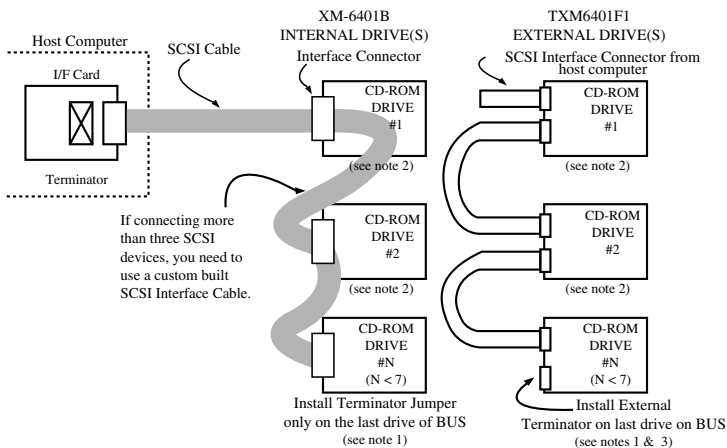 XM-6401B
INTERNAL DRIVE(S)
TXM6401F1
EXTERNAL DRIVE(S)
Host Computer
SCSI Cable
Interface Connector
SCSI Interface Connector from
host computer
I/F Card
Terminator
CD-ROM
DRIVE
#1
(see note 2)
CD-ROM
DRIVE
#1
(see note 2)
If connecting more
than three SCSI
devices, you need to
use a custom built
SCSI Interface Cable.
CD-ROM
DRIVE
#2
(see note 2)
CD-ROM
DRIVE
#2
(see note 2)
CD-ROM
DRIVE
#N
(N < 7)
CD-ROM
DRIVE
#N
(N < 7)
Install Terminator Jumper
only on the last drive of BUS
(see note 1)
Install External
Terminator on last drive on BUS
(see notes 1 & 3)